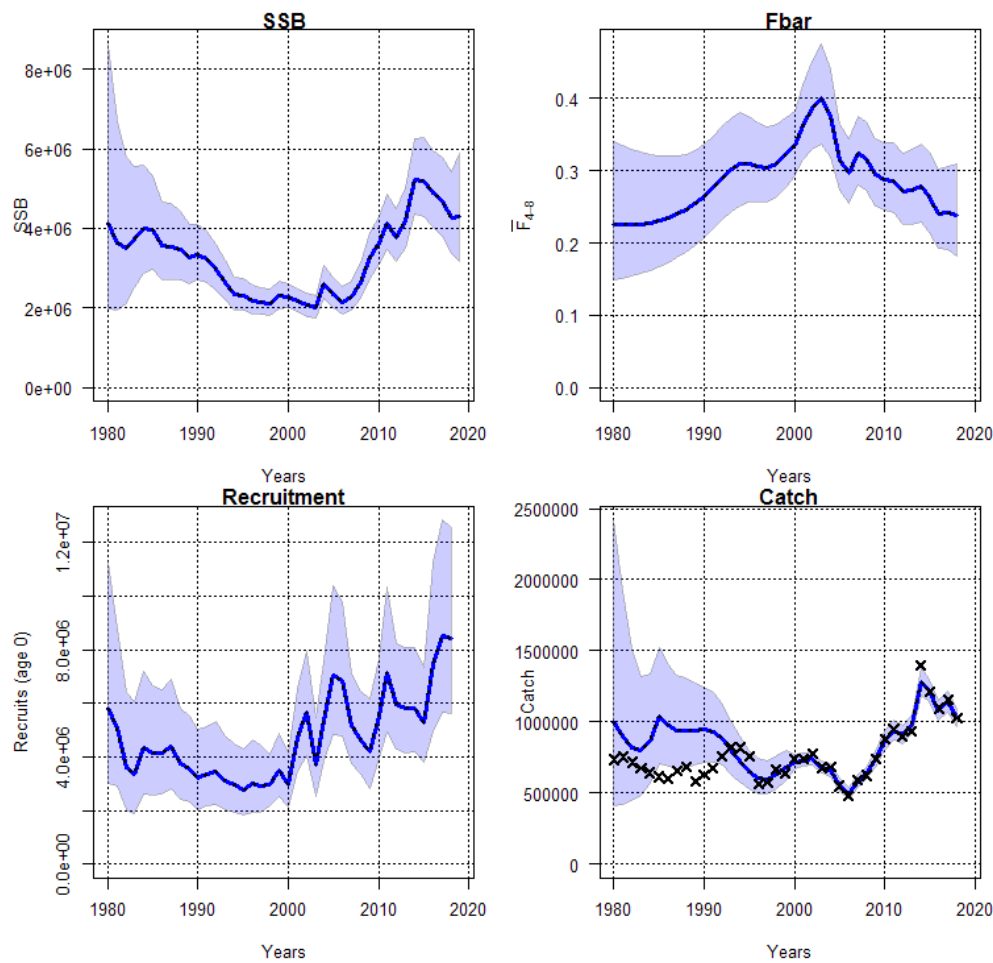 SSB
SSB
8e+06
6e+06
4e+06
2e+06
0e+00
1980 1990 2000 2010 2020
Years
Fbar
F4-8
0.4
0.3
0.2
0.1
0.0
1980 1990 2000 2010 2020
Years
Recruitment
Recruits (age 0)
1.2e+07
8.0e+06
4.0e+06
0.0e+00
1980 1990 2000 2010 2020
Years
Catch
Catch
2500000
2000000
1500000
1000000
500000
0
1980 1990 2000 2010 2020
Years